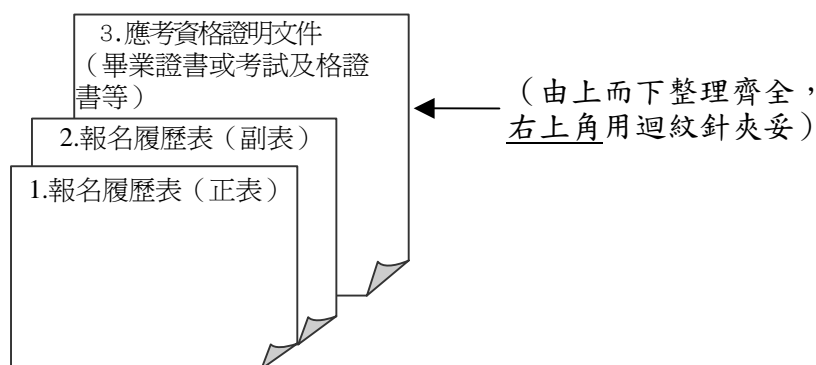 3.應考資格證明文件
（畢業證書或考試及格證
書等）
2.報名履歷表（副表）
1.報名履歷表（正表）
（由上而下整理齊全，
右上角用迴紋針夾妥）